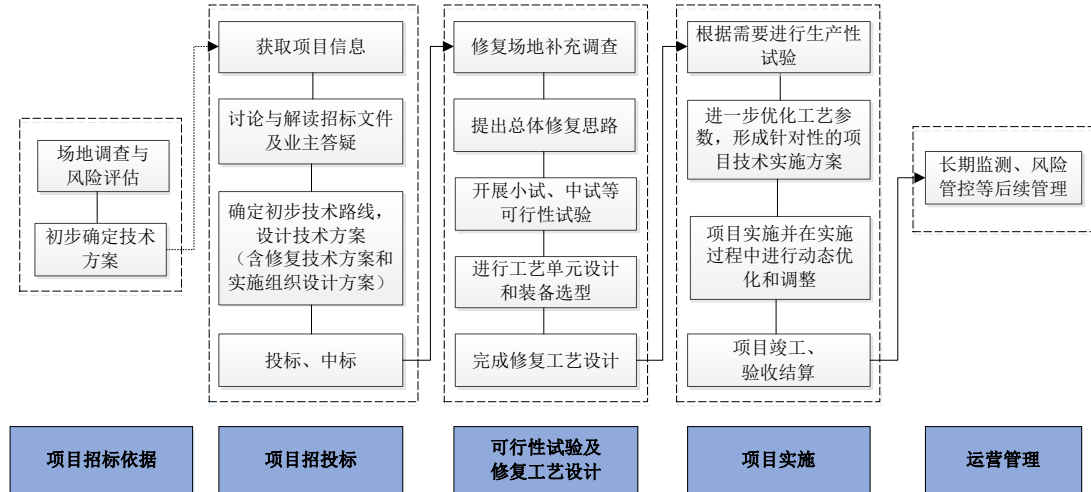 场地调查与
风险评估
初步确定技术
方案
获取项目信息
讨论与解读招标文件
及业主答疑
确定初步技术路线，
设计技术方案
（含修复技术方案和
实施组织设计方案）
投标、中标
修复场地补充调查
提出总体修复思路
开展小试、中试等
可行性试验
进行工艺单元设计
和装备选型
完成修复工艺设计
根据需要进行生产性
试验
进一步优化工艺参
数，形成针对性的项
目技术实施方案
项目实施并在实施
过程中进行动态优
化和调整
项目竣工、
验收结算
长期监测、风险
管控等后续管理
项目招标依据
项目招投标
可行性试验及
修复工艺设计
项目实施
运营管理